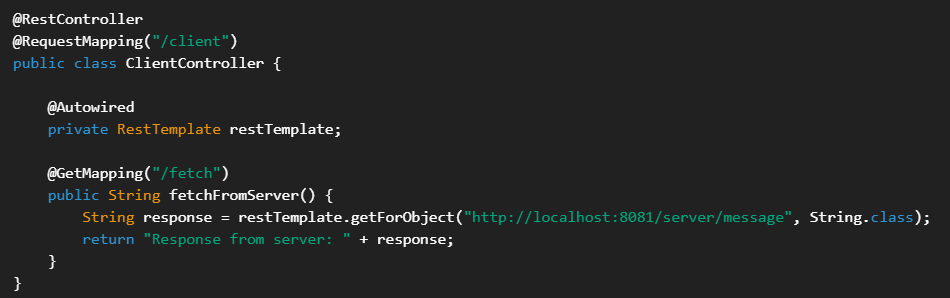 @RestController
@RequestMapping("/client")
public class ClientController {
@Autowired
private RestTemplate restTemplate;
@GetMapping("/fetch")
public String fetchFromServer() {
String response = restTemplate.getForObject("http://localhost:8081/server/message", String.class);
return "Response from server: " + response;
}
}